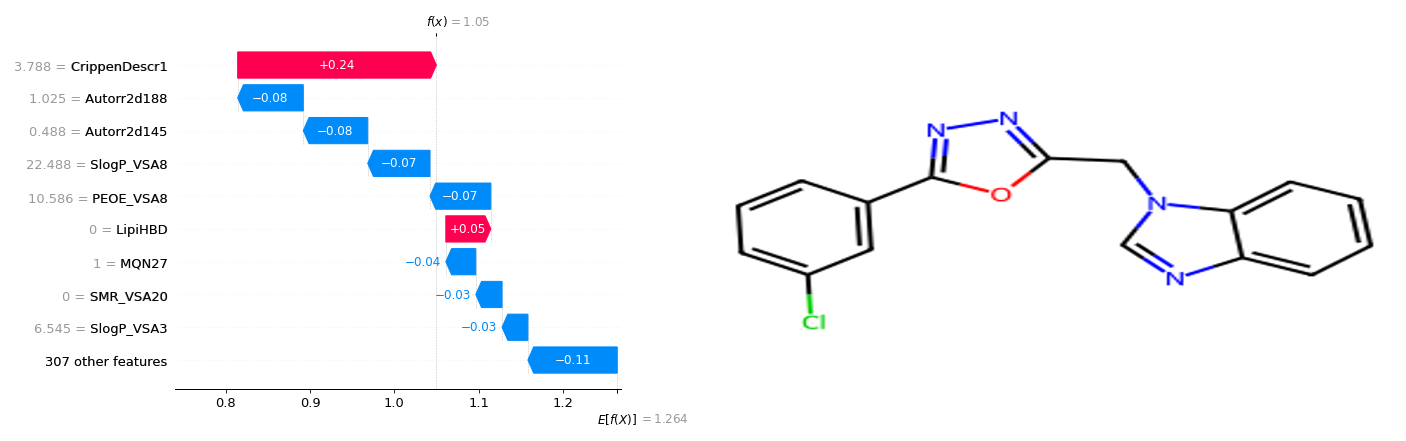 f(x) = 1.05
3.788 = CrippenDescr1
+0.24
1.025 = Autorr2d188
−0.08
0.488 = Autorr2d145
−0.08
22.488 = SlogP_VSA8
−0.07
10.586 = PEOE_VSA8
−0.07
0 = LipiHBD
+0.05
1 = MQN27
−0.04
0 = SMR_VSA20
−0.03
6.545 = SlogP_VSA3
−0.03
307 other features
−0.11
0.8 0.9 1.0 1.1 1.2
E[f(X)] = 1.264
N N
O
N
N
Cl